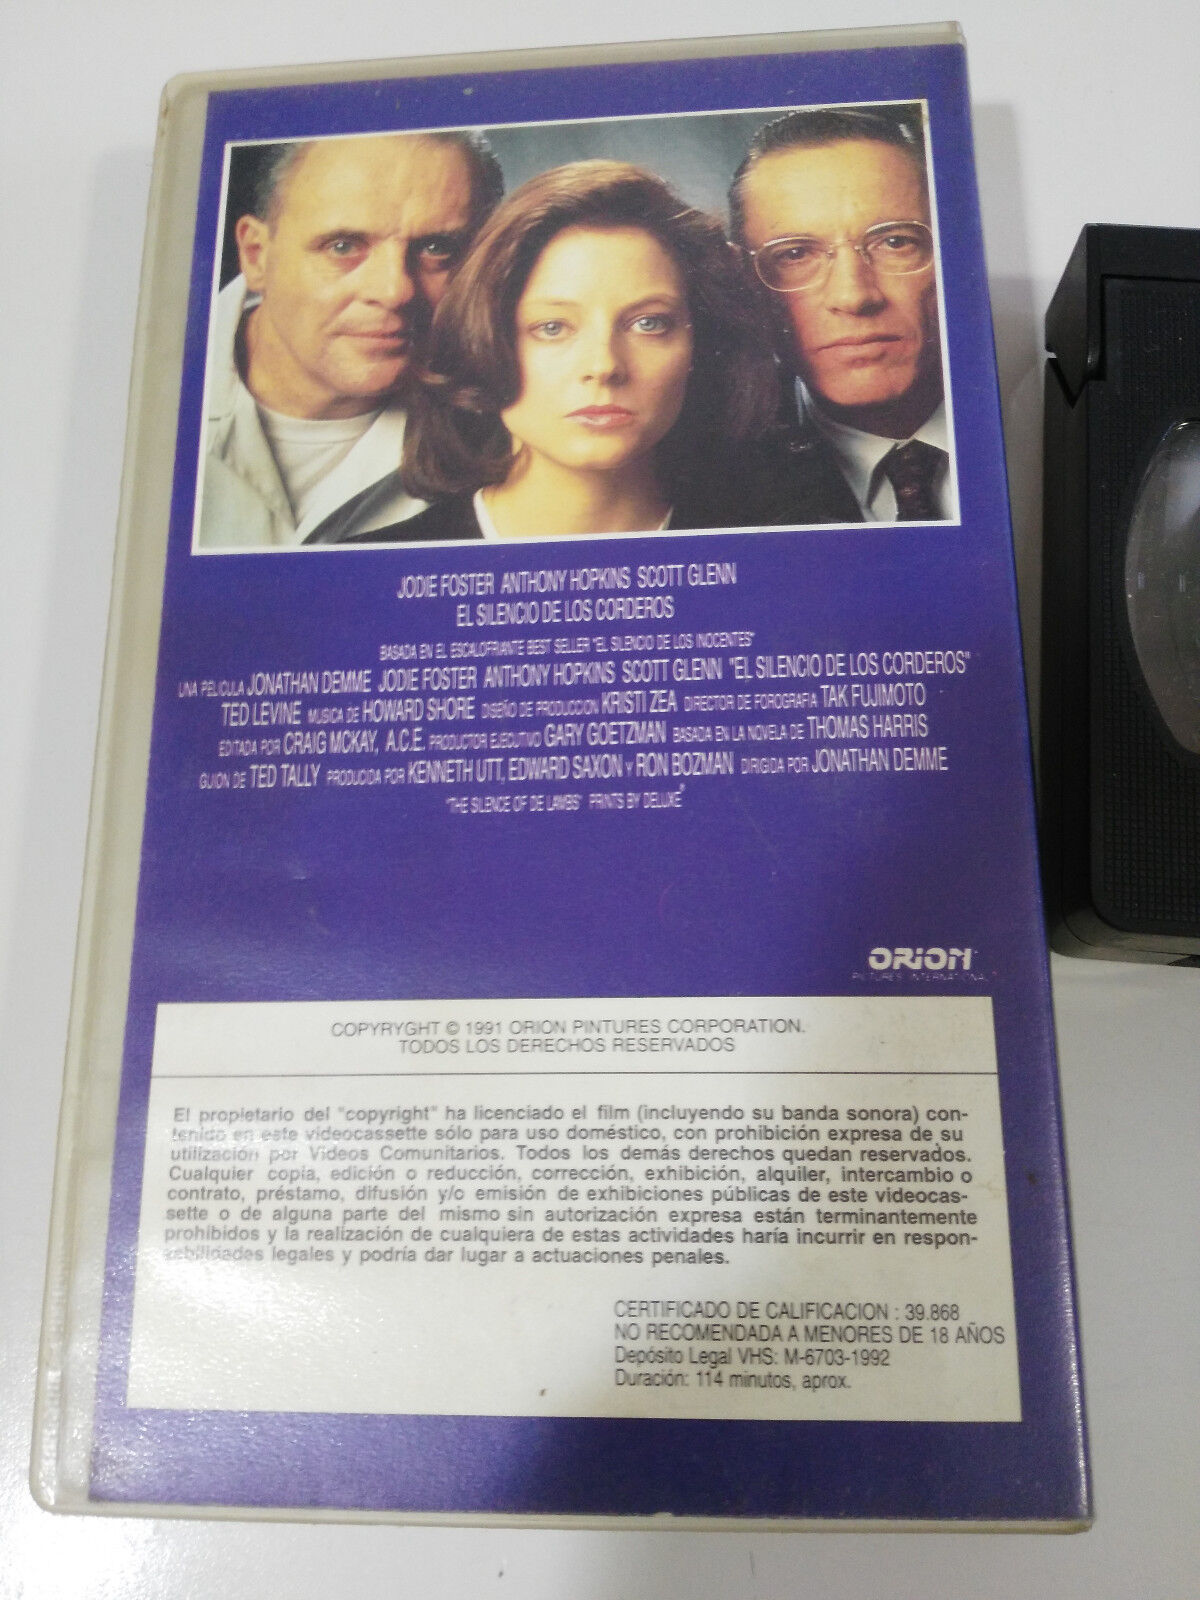 JODIE FOSTER ANTHONY HOPKINS SCOTT GLENN
EL SILENCIO DE LOS CORDEROS
BASADA EN EL ESCALOFRIANTE BEST SELLER "EL SILENCIO DE LOS INOCENTES"
UNA PELICULA JONATHAN DEMME JODIE FOSTER ANTHONY HOPKINS SCOTT GLENN "EL SILENCIO DE LOS CORDEROS"
TED LEVINE MUSICA DE HOWARD SHORE DISEÑO DE PRODUCCION KRISTI ZEA DIRECTOR DE FOROGRAFIA TAK FUJIMOTO
EDITADA POR CRAIG MCKAY, A.C.E. PRODUCTOR EJECUTIVO GARY GOETZMAN BASADA EN LA NOVELA DE THOMAS HARRIS
GUION DE TED TALLY PRODUCIDA POR KENNETH UTT, EDWARD SAXON Y RON BOZMAN DIRIGIDA POR JONATHAN DEMME
"THE SILENCE OF DE LAMBS" PRINTS BY DELUXE®
ORION
PICTURES INTERNATIONAL
COPYRYGHT © 1991 ORION PINTURES CORPORATION.
TODOS LOS DERECHOS RESERVADOS
El propietario del "copyright" ha licenciado el film (incluyendo su banda sonora) con-
tenido en este videocassette sólo para uso doméstico, con prohibición expresa de su
utilización por Videos Comunitarios. Todos los demás derechos quedan reservados.
Cualquier copia, edición o reducción, corrección, exhibición, alquiler, intercambio o
contrato, préstamo, difusión y/o emisión de exhibiciones públicas de este videocas-
sette o de alguna parte del mismo sin autorización expresa están terminantemente
prohíbidos y la realización de cualquiera de estas actividades haría incurrir en respon-
sabilidades legales y podría dar lugar a actuaciones penales.
CERTIFICADO DE CALIFICACION : 39.868
NO RECOMENDADA A MENORES DE 18 AÑOS
Depósito Legal VHS: M-6703-1992
Duración: 114 minutos, aprox.